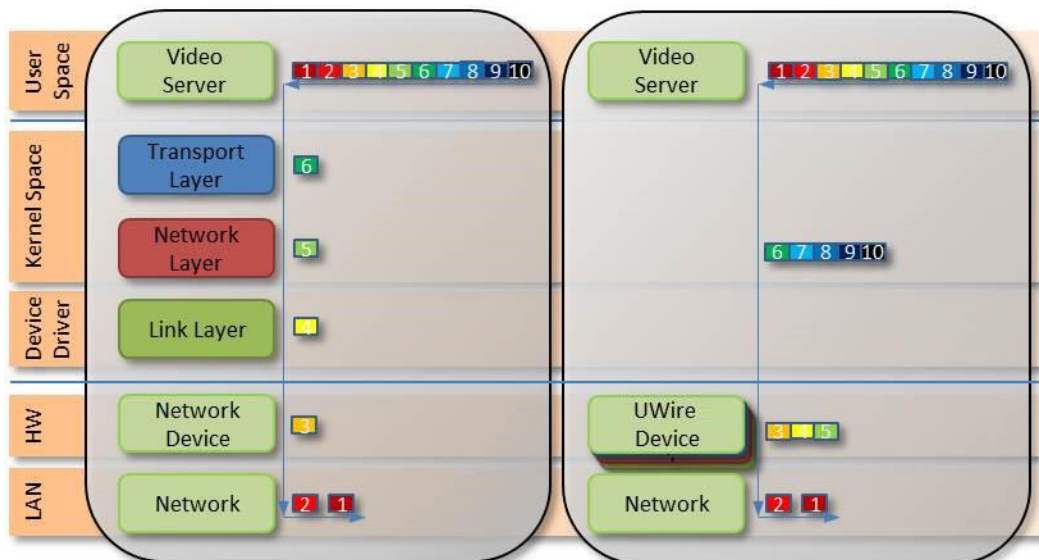 User
Space
Video
Server
1 2 3 4 5 6 7 8 9 10
Video
Server
1 2 3 4 5 6 7 8 9 10
Kernel Space
Transport
Layer
6
Network
Layer
5
6 7 8 9 10
Device
Driver
Link Layer
4
HW
Network
Device
3
UWire
Device
3 4 5
LAN
Network
2 1
Network
2 1